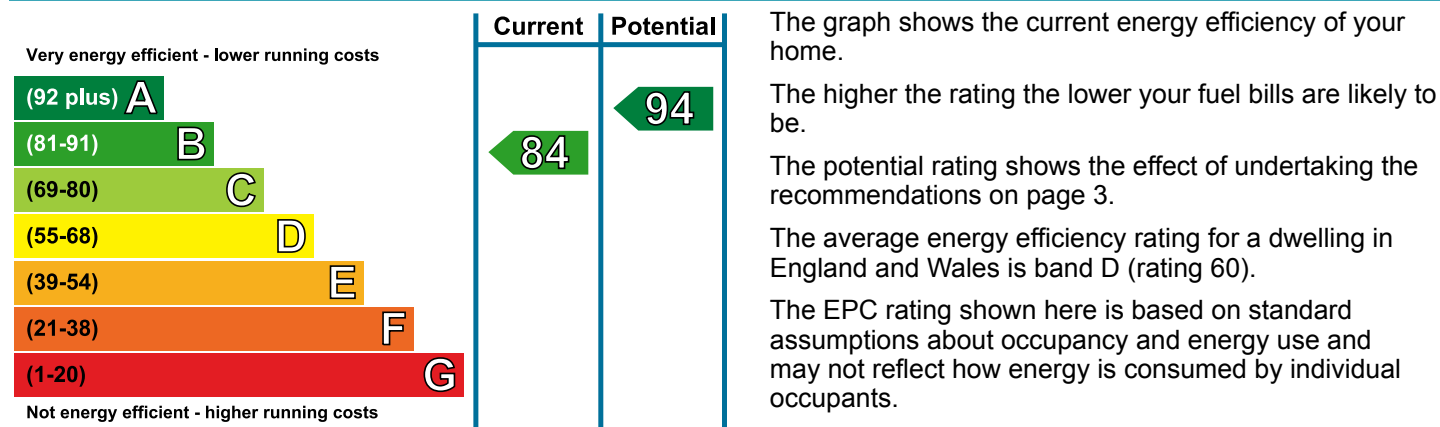 Current Potential
Very energy efficient - lower running costs
(92 plus) A
(81-91) B
(69-80) C
(55-68) D
(39-54) E
(21-38) F
(1-20) G
Not energy efficient - higher running costs
84
94
The graph shows the current energy efficiency of your
home.
The higher the rating the lower your fuel bills are likely to
be.
The potential rating shows the effect of undertaking the
recommendations on page 3.
The average energy efficiency rating for a dwelling in
England and Wales is band D (rating 60).
The EPC rating shown here is based on standard
assumptions about occupancy and energy use and
may not reflect how energy is consumed by individual
occupants.